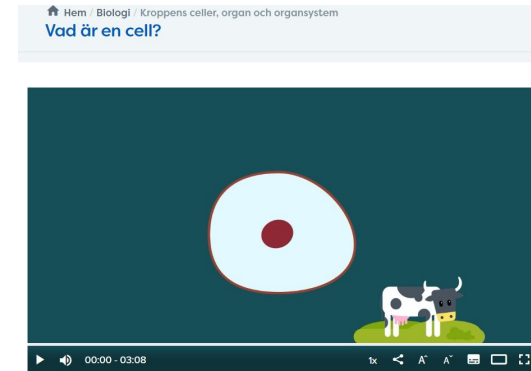 Hem / Biologi / Kroppens celler, organ och organsystem
Vad är en cell?
00:00 - 03:08
1x
A˄ A˅